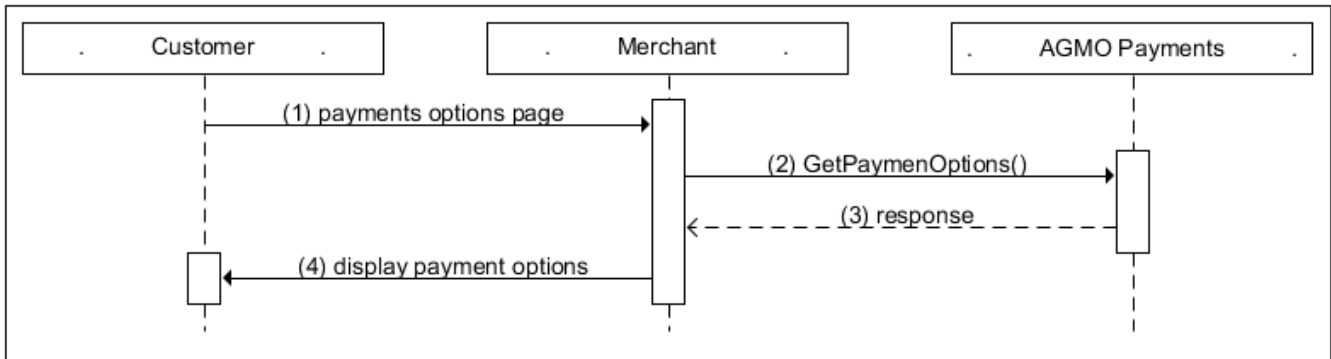 . Customer .
. Merchant .
. AGMO Payments .
(1) payments options page
(2) GetPaymenOptions()
(3) response
(4) display payment options